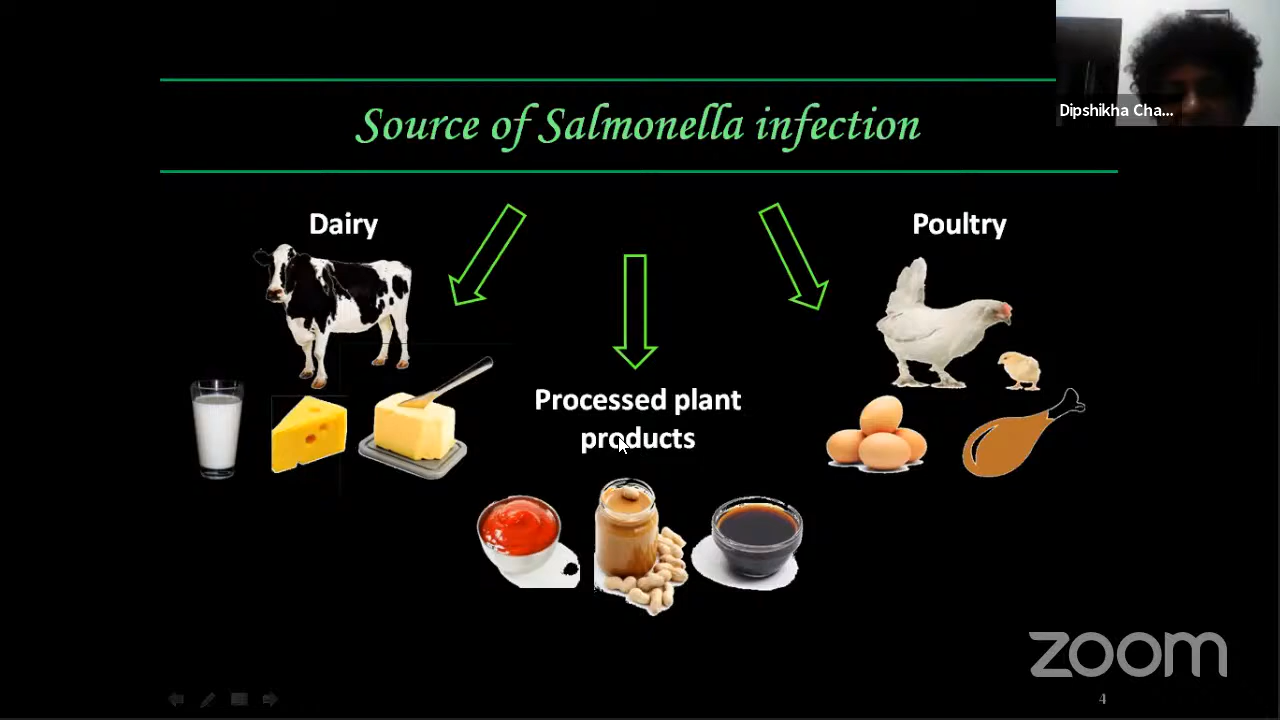 Source of Salmonella infection
Dipshikha Cha...
Dairy
Poultry
Processed plant
products
zoom
4